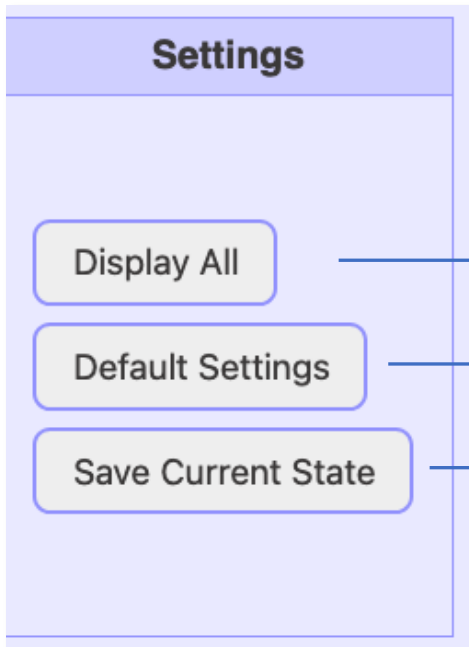 Settings
Display All
Default Settings
Save Current State